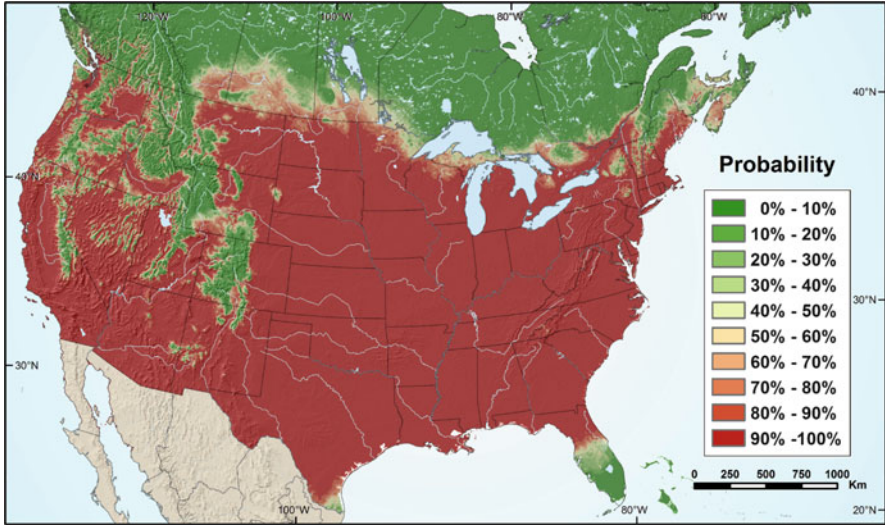 120°W
100°W
80°W
60°W
40°N
40°N
Probability
0% - 10%
10% - 20%
20% - 30%
30% - 40%
40% - 50%
50% - 60%
60% - 70%
70% - 80%
80% - 90%
90% -100%
30°N
30°N
0 250 500 750 1000
Km
100°W
80°W
20°N